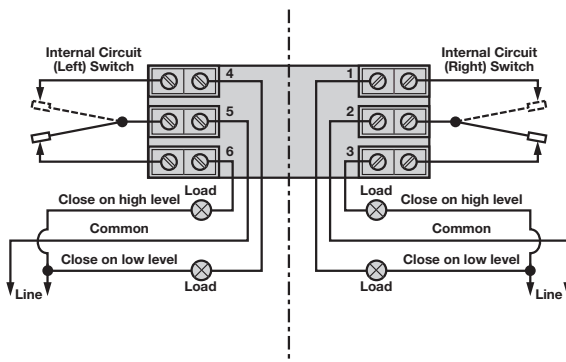 Internal Circuit
(Left) Switch
Internal Circuit
(Right) Switch
4
1
5
2
6
3
Load
Load
Close on high level
Close on high level
Common
Common
Close on low level
Close on low level
Line
Load
Load
Line